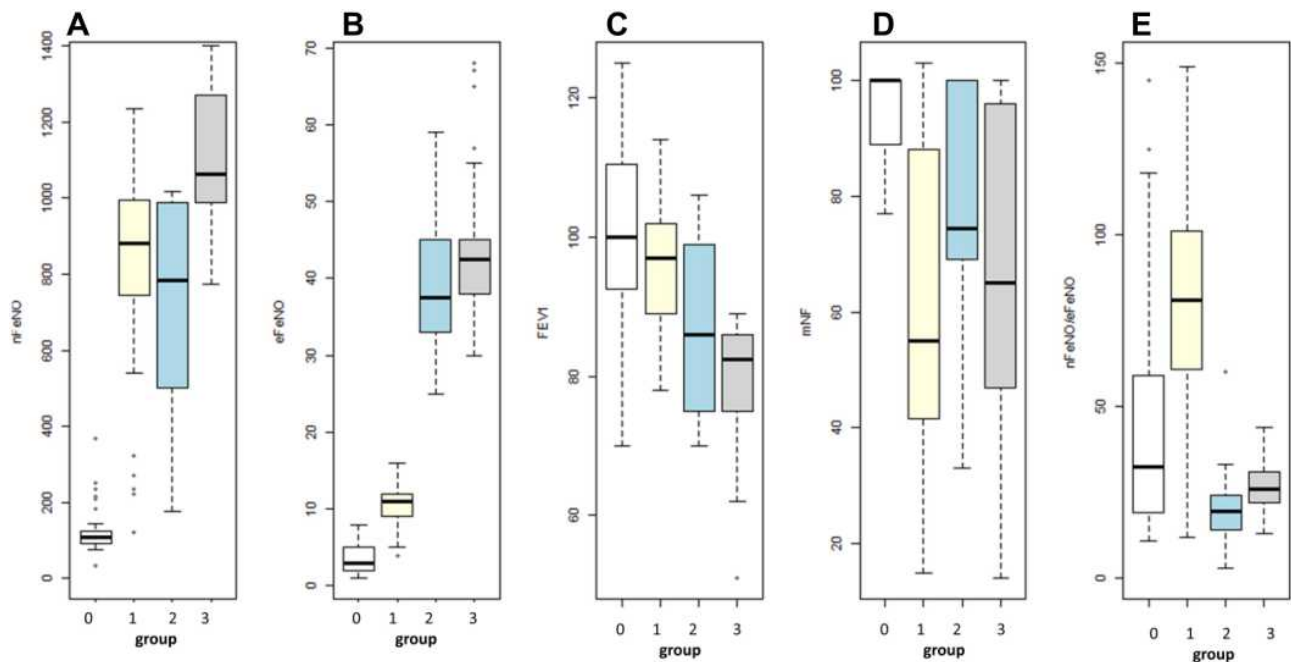 A
nFeNO
0 200 400 600 800 1000 1200 1400
0 1 2 3
group
B
eFeNO
0 10 20 30 40 50 60 70
0 1 2 3
group
C
FEV1
60 80 100 120
0 1 2 3
group
D
mNF
20 40 60 80 100
0 1 2 3
group
E
nFeNO/eFeNO
0 50 100 150
0 1 2 3
group